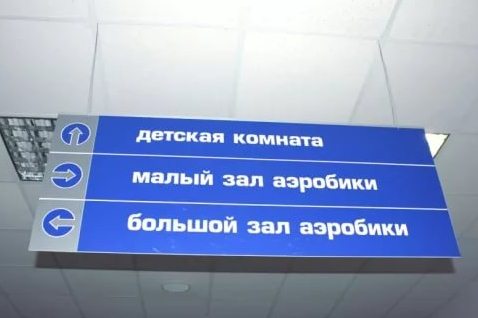 детская комната
малый зал аэробики
большой зал аэробики